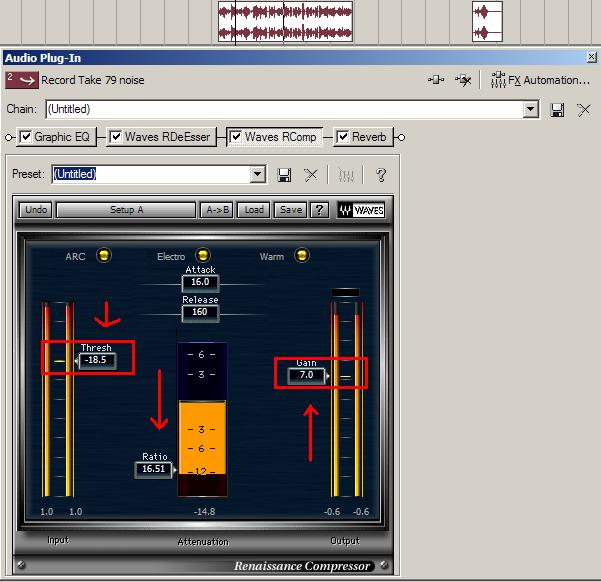 Audio Plug-In
2 Record Take 79 noise
FX Automation...
Chain: (Untitled)
Graphic EQ Waves RDeEsser Waves RComp Reverb
Preset: (Untitled) ?
Undo Setup A A->B Load Save ? WAVES
ARC Electro Warm
Attack
16.0
Release
160
Thresh
-18.5
Gain
7.0
- 6 -
- 3 -
- 3 -
- 6 -
- 12 -
Ratio
16.51
1.0 1.0 -14.8 -0.6 -0.6
Input Attenuation Output
Renaissance Compressor